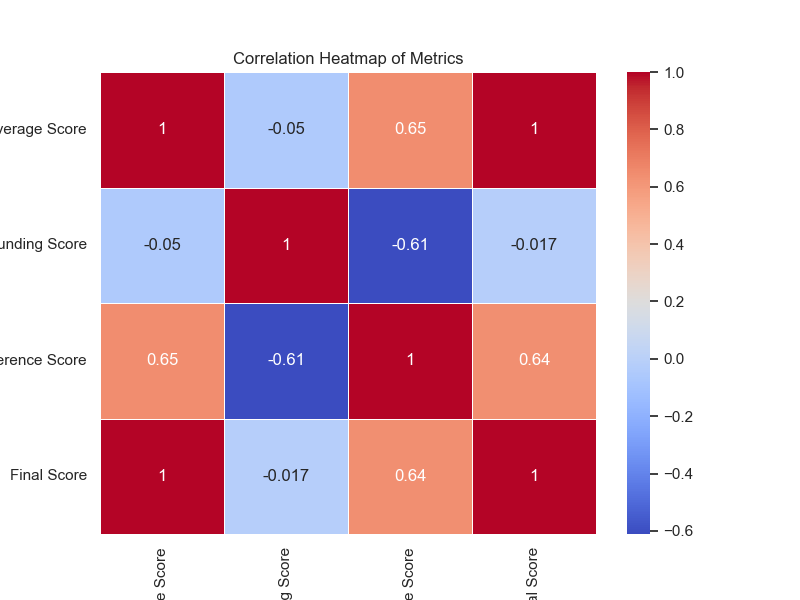 Correlation Heatmap of Metrics
verage Score 1 -0.05 0.65 1
unding Score -0.05 1 -0.61 -0.017
erence Score 0.65 -0.61 1 0.64
Final Score 1 -0.017 0.64 1
e Score
g Score
e Score
al Score
1.0
0.8
0.6
0.4
0.2
0.0
−0.2
−0.4
−0.6